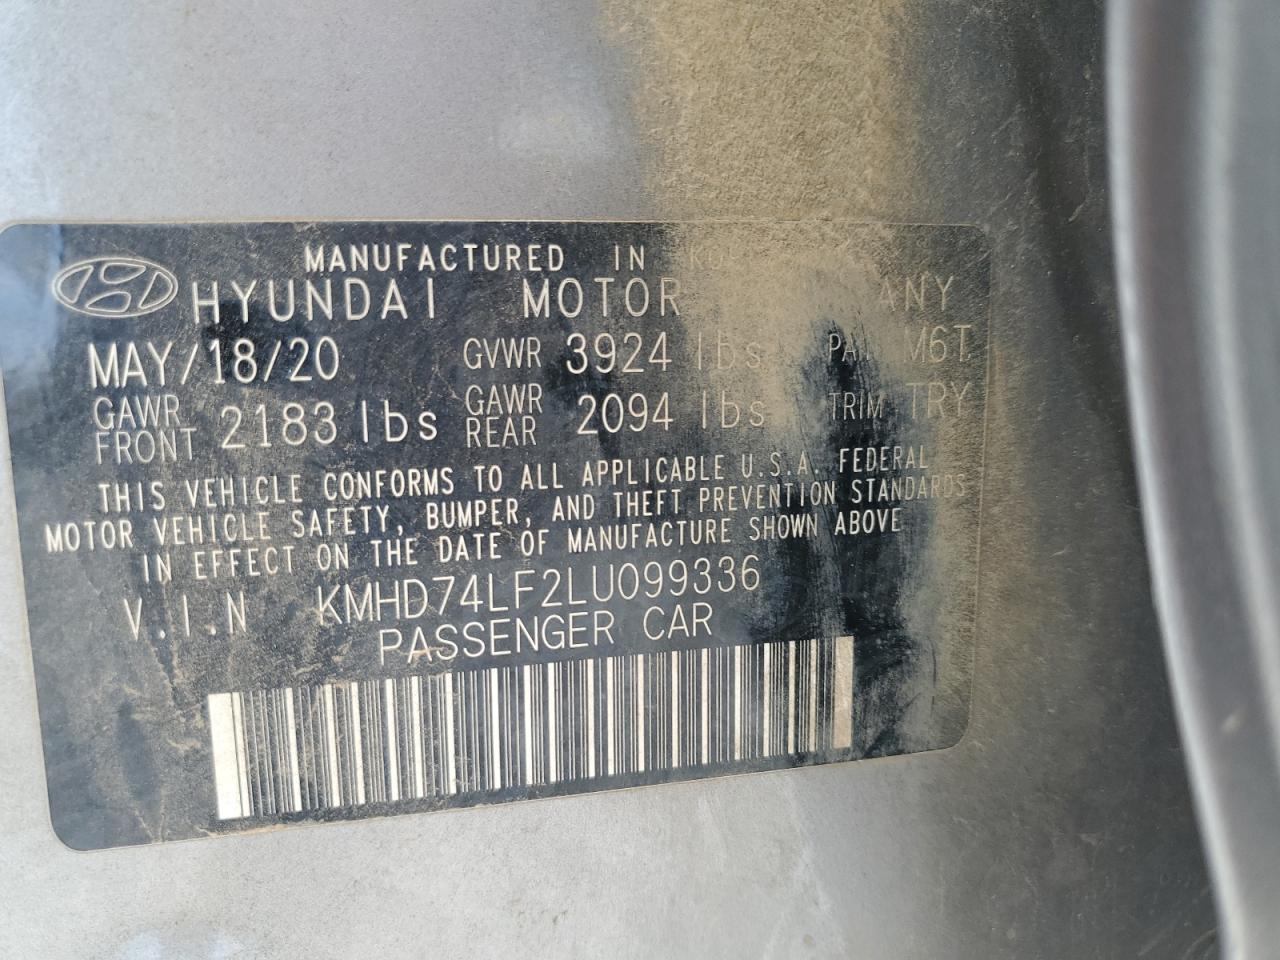 MANUFACTURED IN
HYUNDAI MOTOR
MAY/18/20 GVWR 3924 lbs M6T
GAWR FRONT 2183 lbs GAWR REAR 2094 lbs TRIM TRY
THIS VEHICLE CONFORMS TO ALL APPLICABLE U.S.A. FEDERAL
MOTOR VEHICLE SAFETY, BUMPER, AND THEFT PREVENTION STANDARDS
IN EFFECT ON THE DATE OF MANUFACTURE SHOWN ABOVE
V.I.N KMHD74LF2LU099336
PASSENGER CAR